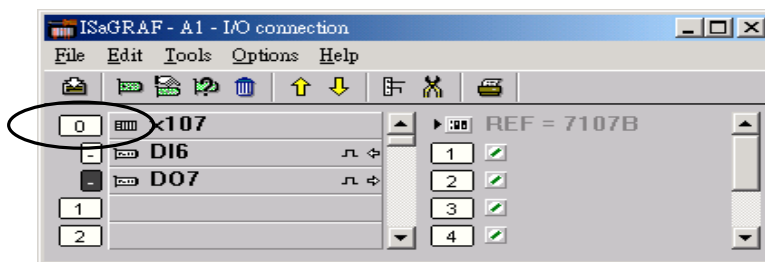 ISaGRAF - A1 - I/O connection
File Edit Tools Options Help
0 x107
- DI6
- DO7
1
2
REF = 7107B
1
2
3
4